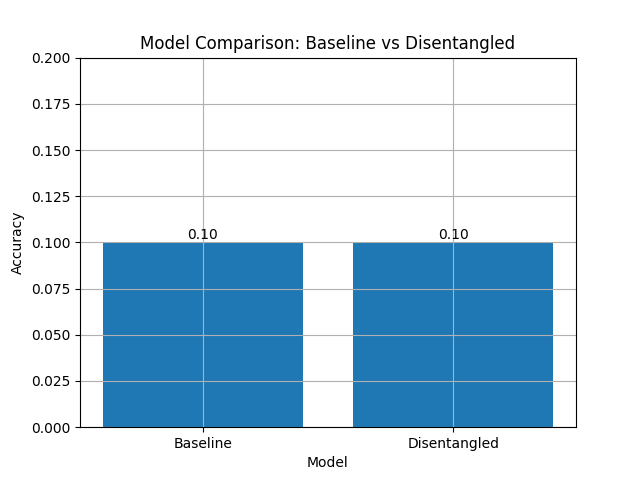 Model Comparison: Baseline vs Disentangled
0.200
0.175
0.150
0.125
0.100
0.075
0.050
0.025
0.000
Accuracy
0.10
0.10
Baseline
Disentangled
Model